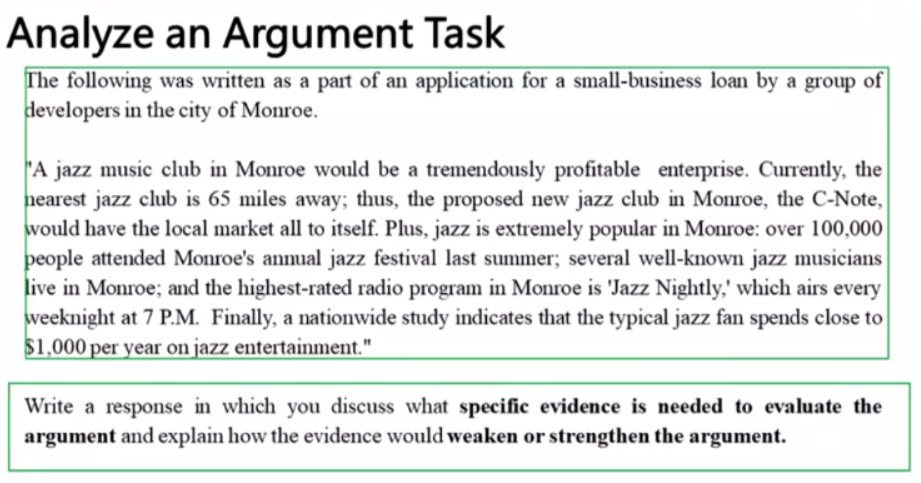 Analyze an Argument Task
The following was written as a part of an application for a small-business loan by a group of
developers in the city of Monroe.
"A jazz music club in Monroe would be a tremendously profitable enterprise. Currently, the
nearest jazz club is 65 miles away; thus, the proposed new jazz club in Monroe, the C-Note,
would have the local market all to itself. Plus, jazz is extremely popular in Monroe: over 100,000
people attended Monroe's annual jazz festival last summer; several well-known jazz musicians
live in Monroe; and the highest-rated radio program in Monroe is 'Jazz Nightly,' which airs every
weeknight at 7 P.M. Finally, a nationwide study indicates that the typical jazz fan spends close to
$1,000 per year on jazz entertainment."
Write a response in which you discuss what specific evidence is needed to evaluate the
argument and explain how the evidence would weaken or strengthen the argument.